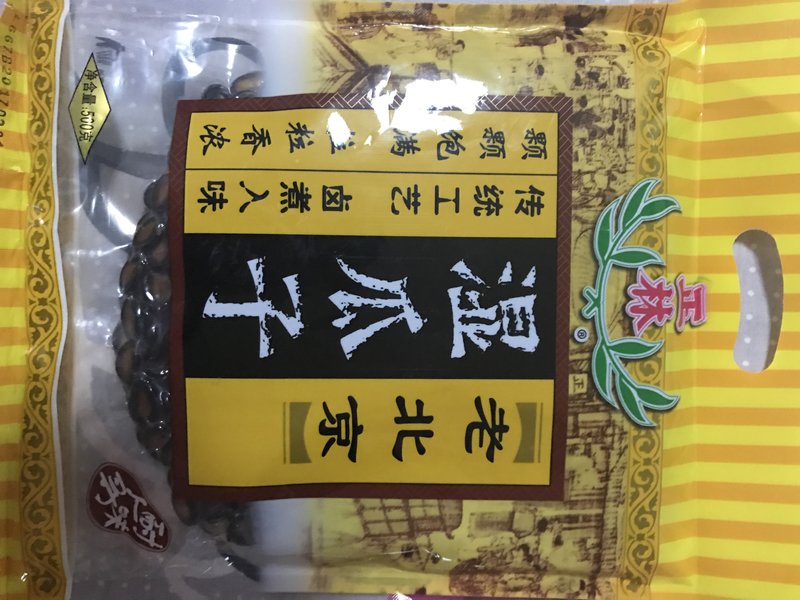 正林
®
老北京
湿瓜子
传统工艺 卤煮入味
颗颗饱满 粒粒香浓
净含量:500克